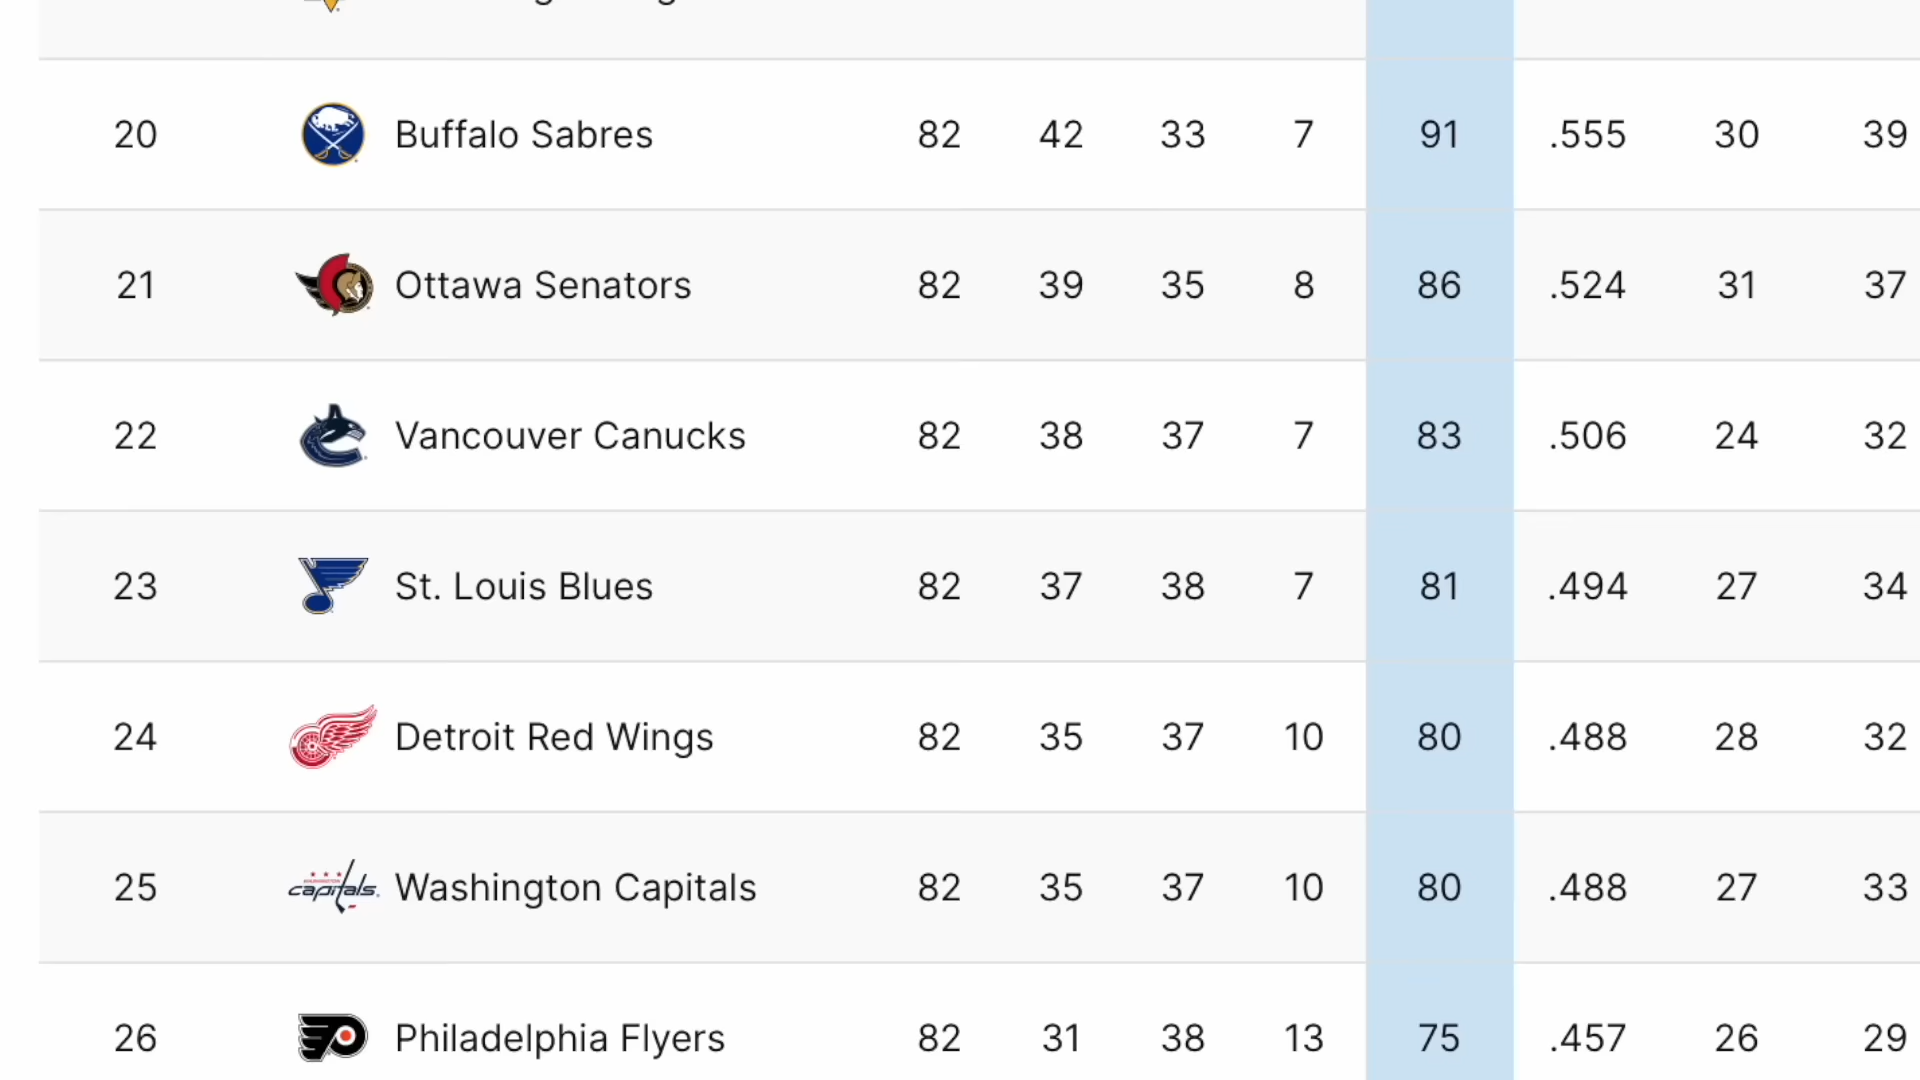 20 Buffalo Sabres 82 42 33 7 91 .555 30 39
21 Ottawa Senators 82 39 35 8 86 .524 31 37
22 Vancouver Canucks 82 38 37 7 83 .506 24 32
23 St. Louis Blues 82 37 38 7 81 .494 27 34
24 Detroit Red Wings 82 35 37 10 80 .488 28 32
capitals. 25 Washington Capitals 82 35 37 10 80 .488 27 33
26 Philadelphia Flyers 82 31 38 13 75 .457 26 29